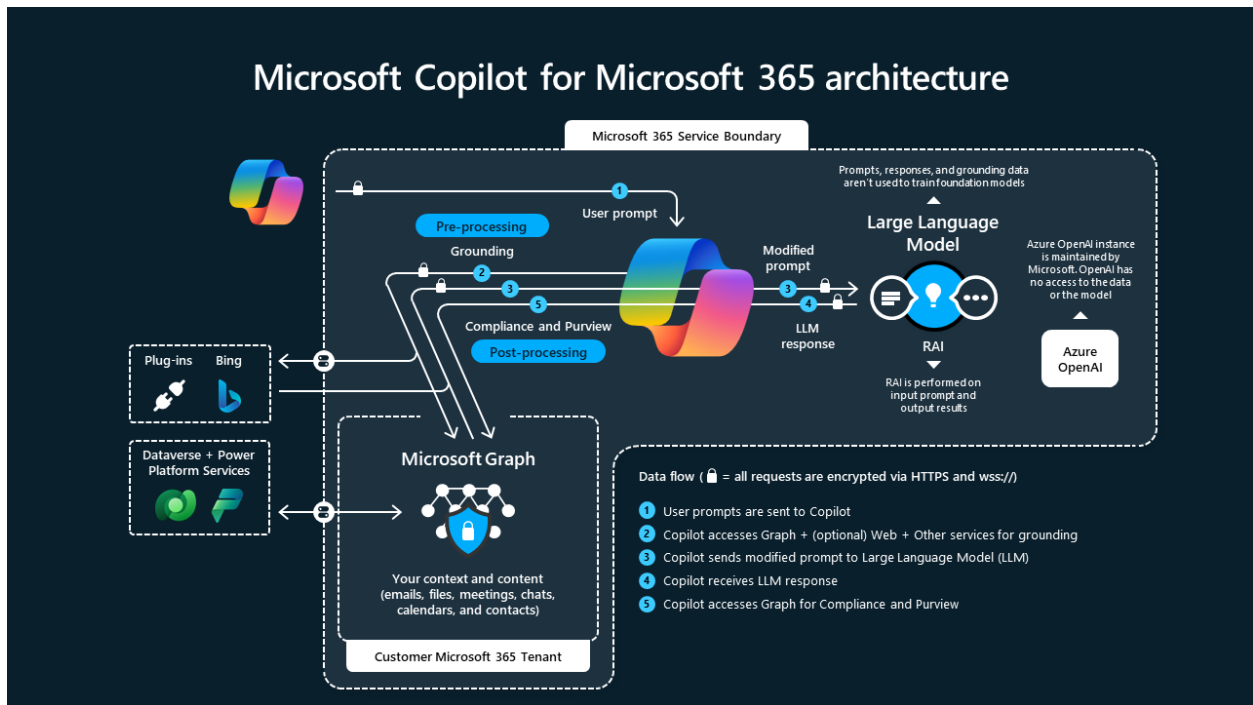 Microsoft Copilot for Microsoft 365 architecture
Microsoft 365 Service Boundary
Prompts, responses, and grounding data
aren't used to train foundation models
1
User prompt
Pre-processing
Grounding
2
3
5
Compliance and Purview
Post-processing
Modified
prompt
3
4
LLM
response
Large Language
Model
RAI
RAI is performed on
input prompt and
output results
Azure OpenAI instance
is maintained by
Microsoft. OpenAI has
no access to the data
or the model
Azure
OpenAI
Plug-ins
Bing
Dataverse + Power
Platform Services
Microsoft Graph
Your context and content
(emails, files, meetings, chats,
calendars, and contacts)
Customer Microsoft 365 Tenant
Data flow ( = all requests are encrypted via HTTPS and wss://)
1 User prompts are sent to Copilot
2 Copilot accesses Graph + (optional) Web + Other services for grounding
3 Copilot sends modified prompt to Large Language Model (LLM)
4 Copilot receives LLM response
5 Copilot accesses Graph for Compliance and Purview